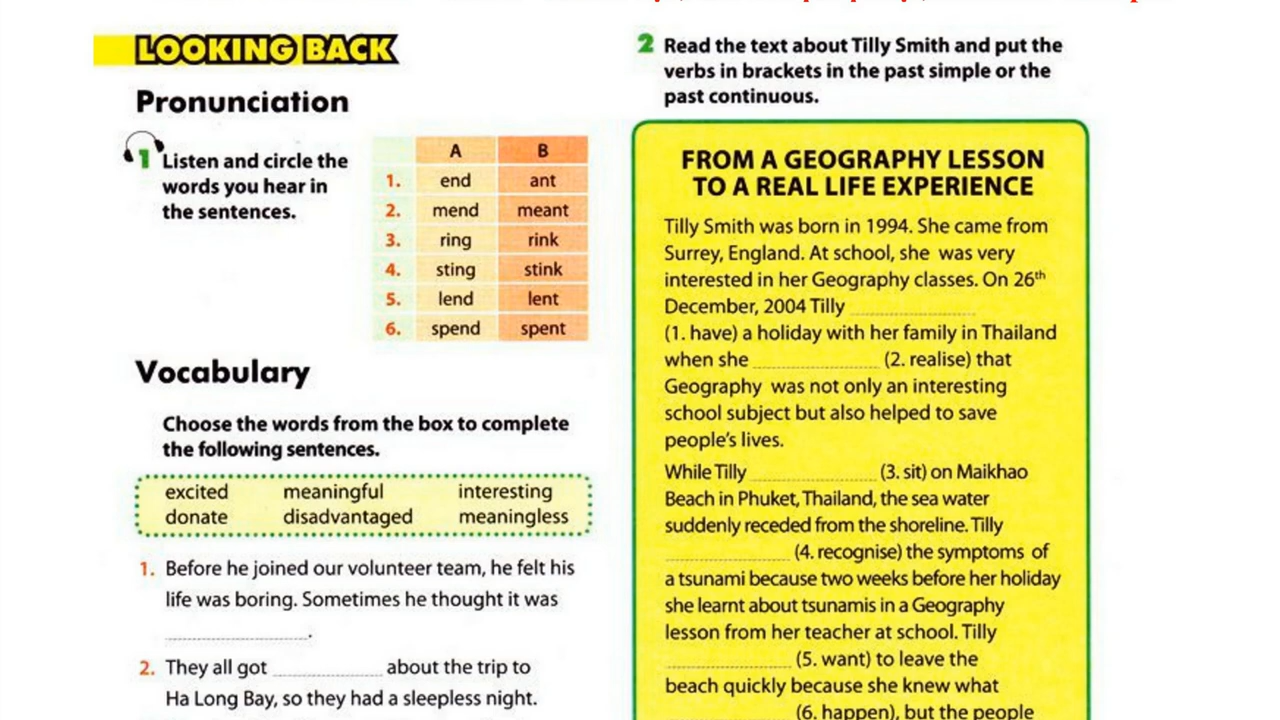 LOOKING BACK
Pronunciation
1 Listen and circle the
words you hear in
the sentences.
A B
1. end ant
2. mend meant
3. ring rink
4. sting stink
5. lend lent
6. spend spent
Vocabulary
Choose the words from the box to complete
the following sentences.
excited meaningful interesting
donate disadvantaged meaningless
1. Before he joined our volunteer team, he felt his
life was boring. Sometimes he thought it was
.
2. They all got about the trip to
Ha Long Bay, so they had a sleepless night.
2 Read the text about Tilly Smith and put the
verbs in brackets in the past simple or the
past continuous.
FROM A GEOGRAPHY LESSON
TO A REAL LIFE EXPERIENCE
Tilly Smith was born in 1994. She came from
Surrey, England. At school, she was very
interested in her Geography classes. On 26th
December, 2004 Tilly
(1. have) a holiday with her family in Thailand
when she (2. realise) that
Geography was not only an interesting
school subject but also helped to save
people's lives.
While Tilly (3. sit) on Maikhao
Beach in Phuket, Thailand, the sea water
suddenly receded from the shoreline. Tilly
(4. recognise) the symptoms of
a tsunami because two weeks before her holiday
she learnt about tsunamis in a Geography
lesson from her teacher at school. Tilly
(5. want) to leave the
beach quickly because she knew what
(6. happen), but the people